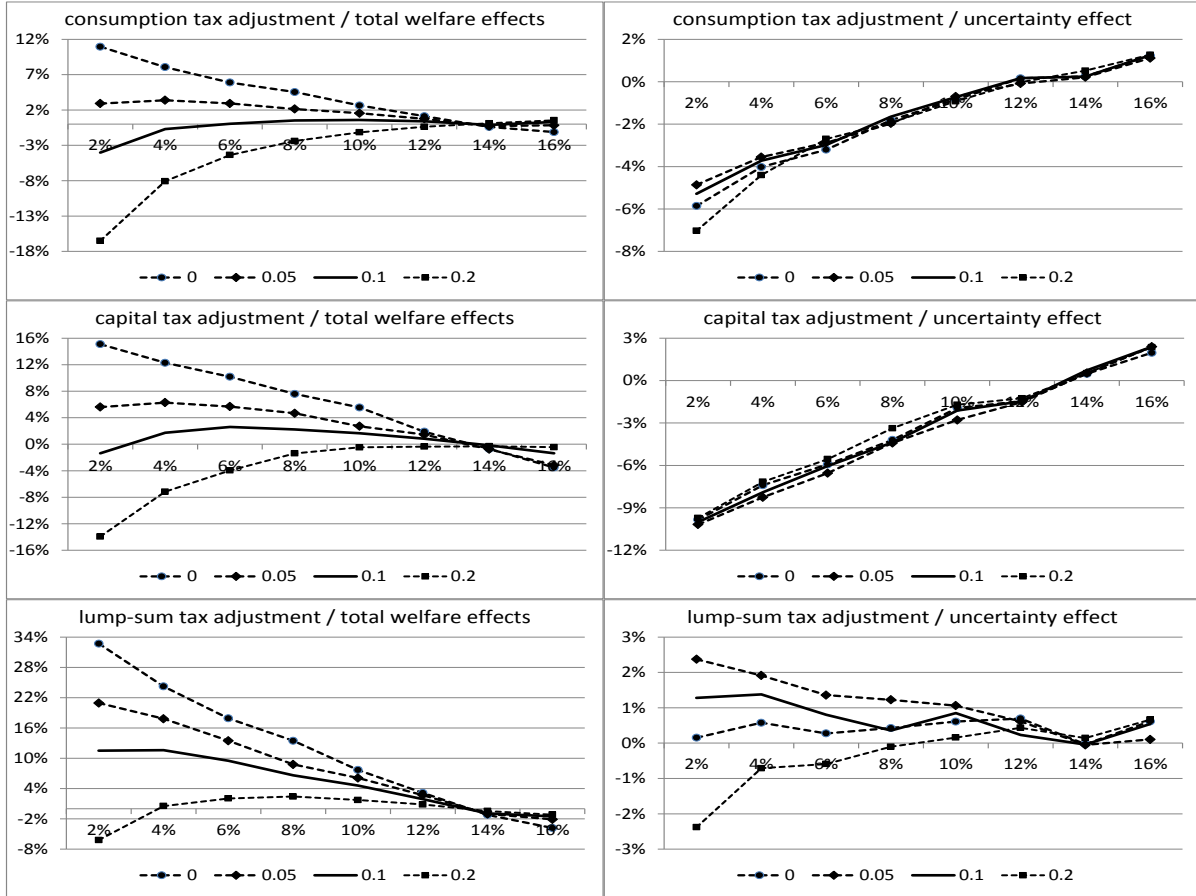 consumption tax adjustment / total welfare effects
12%
7%
2%
-3%
-8%
-13%
-18%
2% 4% 6% 8% 10% 12% 14% 16%
0 0.05 0.1 0.2
consumption tax adjustment / uncertainty effect
2%
0%
-2%
-4%
-6%
-8%
2% 4% 6% 8% 10% 12% 14% 16%
0 0.05 0.1 0.2
capital tax adjustment / total welfare effects
16%
12%
8%
4%
0%
-4%
-8%
-12%
-16%
2% 4% 6% 8% 10% 12% 14% 16%
0 0.05 0.1 0.2
capital tax adjustment / uncertainty effect
3%
0%
-3%
-6%
-9%
-12%
2% 4% 6% 8% 10% 12% 14% 16%
0 0.05 0.1 0.2
lump-sum tax adjustment / total welfare effects
34%
28%
22%
16%
10%
4%
-2%
-8%
2% 4% 6% 8% 10% 12% 14% 16%
0 0.05 0.1 0.2
lump-sum tax adjustment / uncertainty effect
3%
2%
1%
0%
-1%
-2%
-3%
2% 4% 6% 8% 10% 12% 14% 16%
0 0.05 0.1 0.2